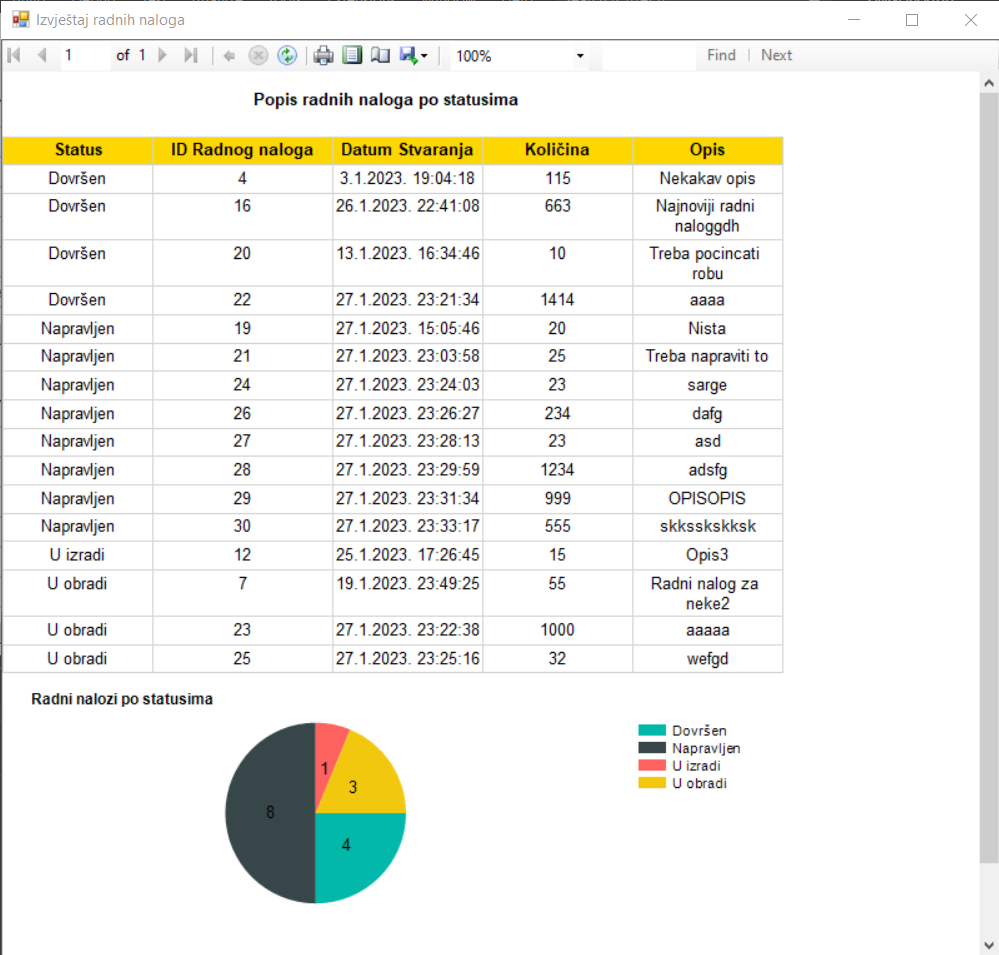 Izvještaj radnih naloga
1 of 1 100% Find Next
Popis radnih naloga po statusima
Status ID Radnog naloga Datum Stvaranja Količina Opis
Dovršen 4 3.1.2023. 19:04:18 115 Nekakav opis
Dovršen 16 26.1.2023. 22:41:08 663 Najnoviji radni
naloggdh
Dovršen 20 13.1.2023. 16:34:46 10 Treba pocincati
robu
Dovršen 22 27.1.2023. 23:21:34 1414 aaaa
Napravljen 19 27.1.2023. 15:05:46 20 Nista
Napravljen 21 27.1.2023. 23:03:58 25 Treba napraviti to
Napravljen 24 27.1.2023. 23:24:03 23 sarge
Napravljen 26 27.1.2023. 23:26:27 234 dafg
Napravljen 27 27.1.2023. 23:28:13 23 asd
Napravljen 28 27.1.2023. 23:29:59 1234 adsfg
Napravljen 29 27.1.2023. 23:31:34 999 OPISOPIS
Napravljen 30 27.1.2023. 23:33:17 555 skksskskksk
U izradi 12 25.1.2023. 17:26:45 15 Opis3
U obradi 7 19.1.2023. 23:49:25 55 Radni nalog za
neke2
U obradi 23 27.1.2023. 23:22:38 1000 aaaaa
U obradi 25 27.1.2023. 23:25:16 32 wefgd
Radni nalozi po statusima
Dovršen
Napravljen
U izradi
U obradi
1
3
8
4